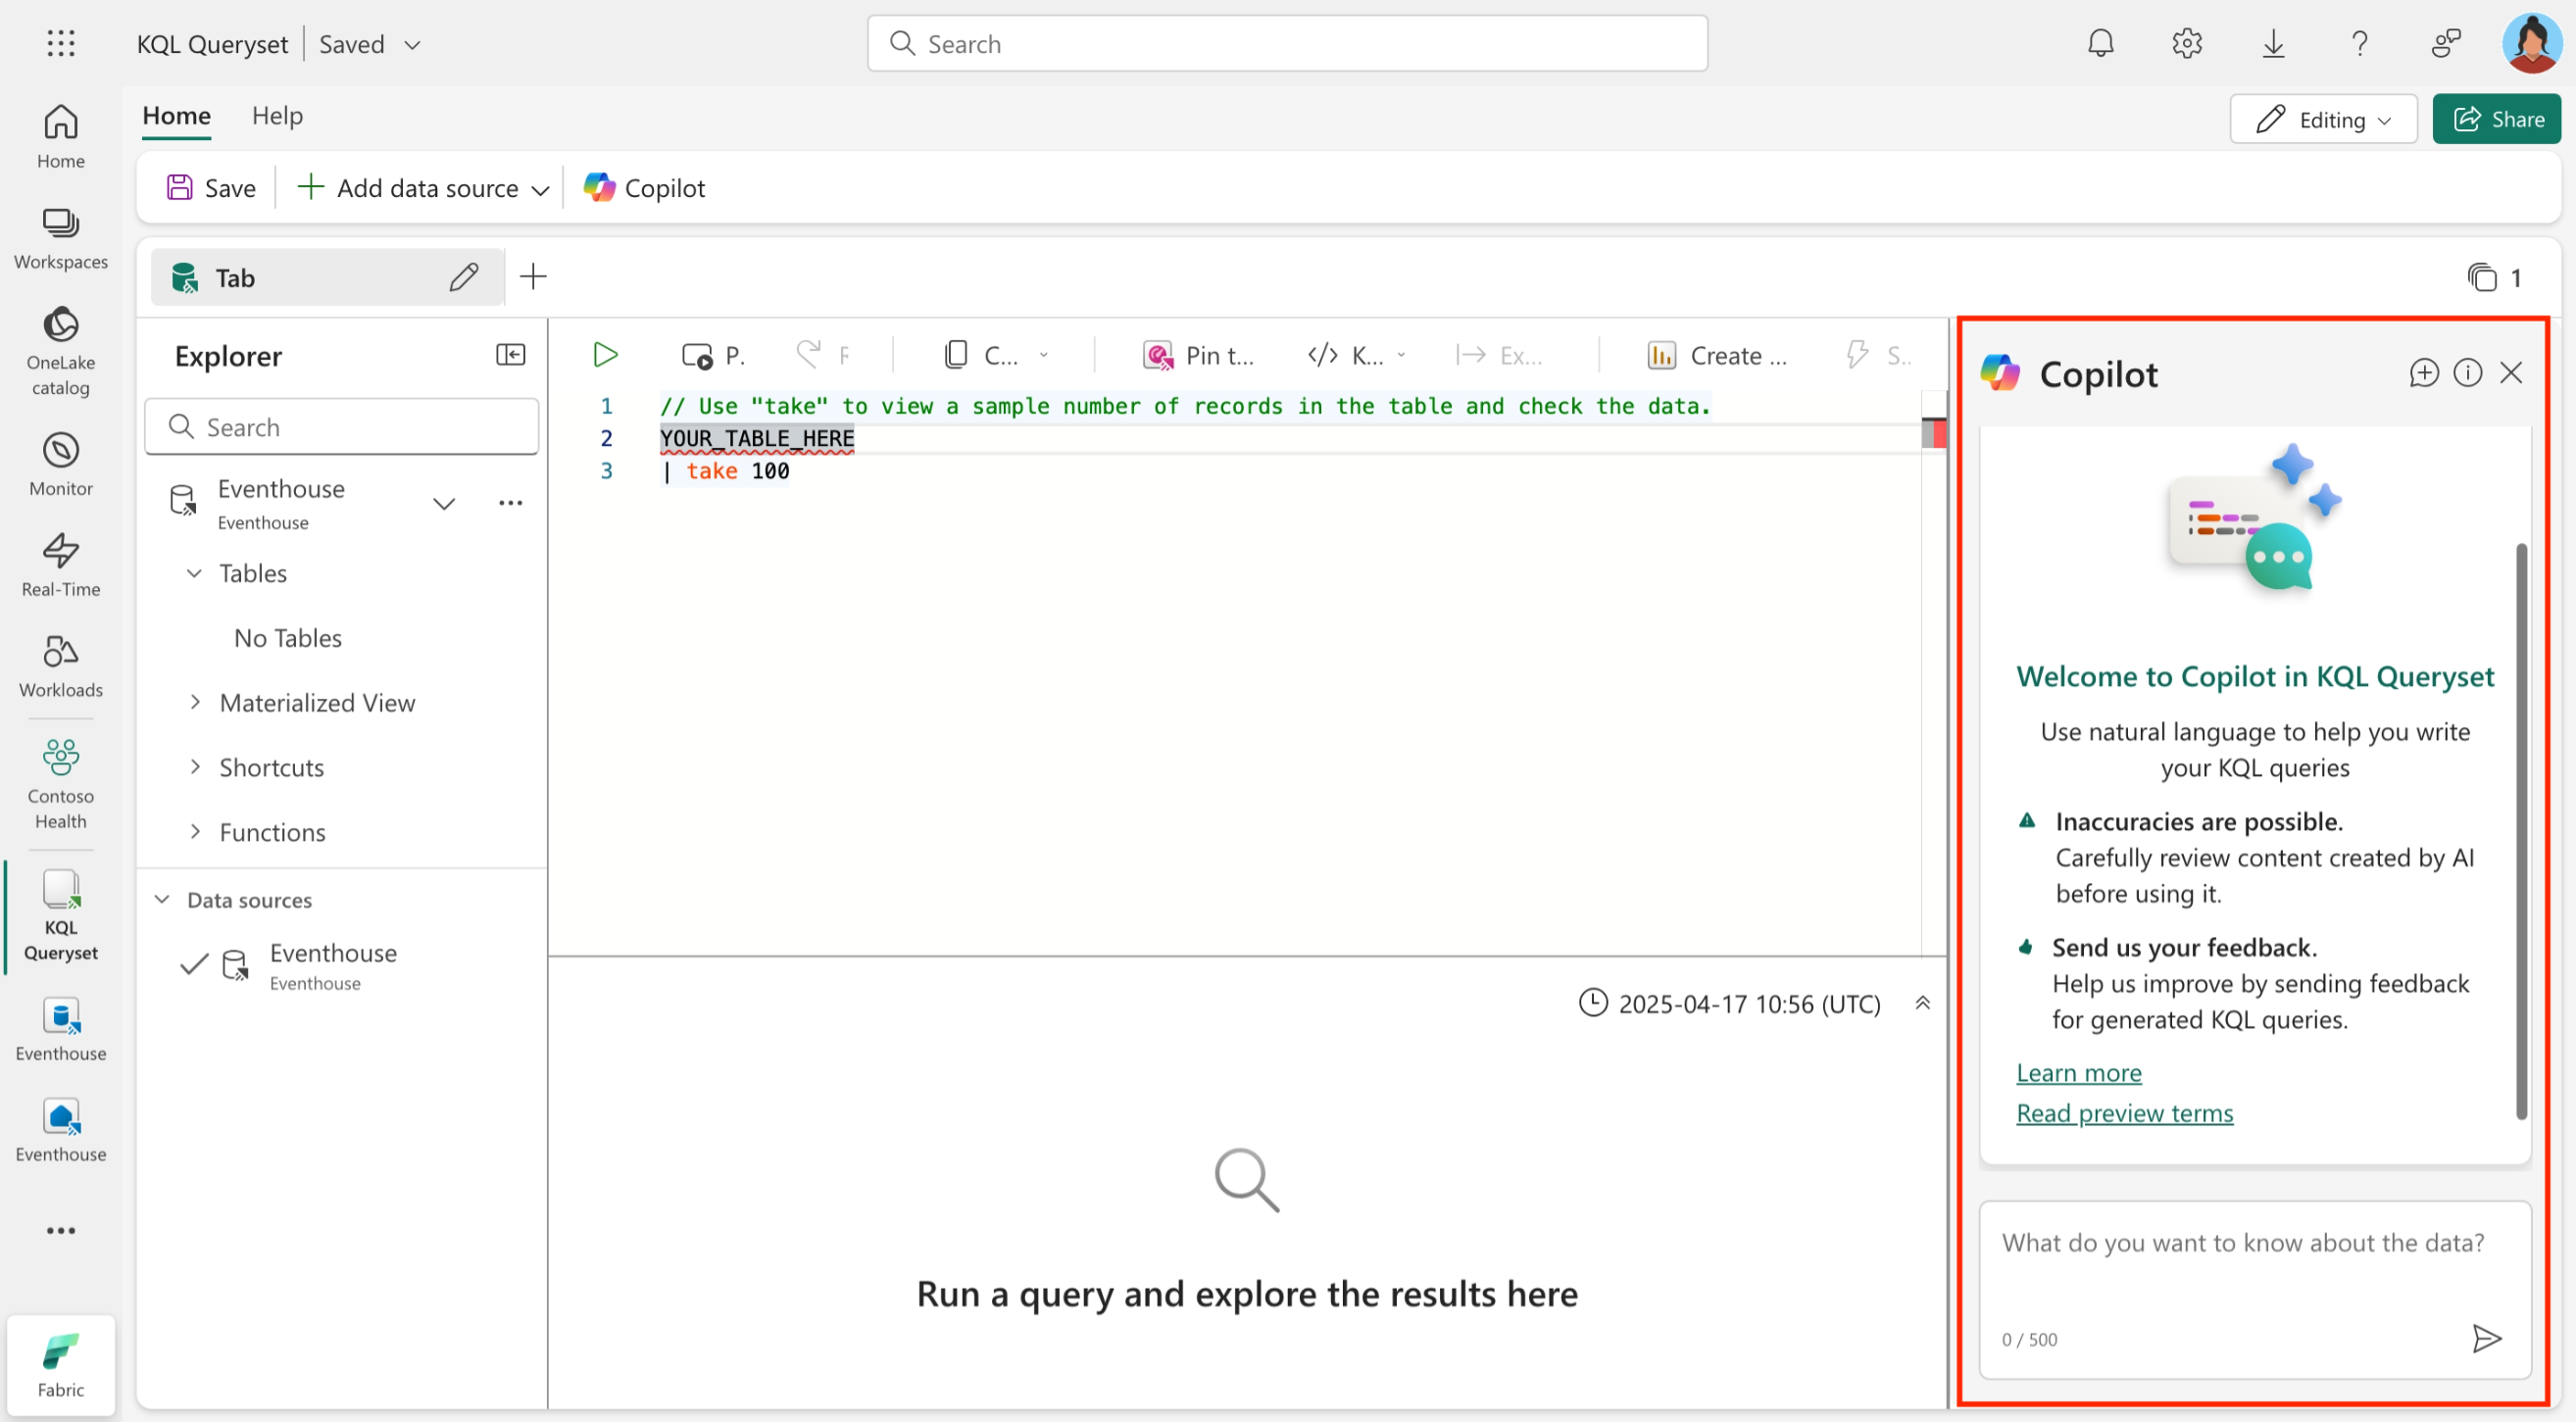 KQL Queryset | Saved
Search
Home
Help
Editing
Share
Save
Add data source
Copilot
Home
Workspaces
OneLake
catalog
Monitor
Real-Time
Workloads
Contoso
Health
KQL
Queryset
Eventhouse
Eventhouse
Fabric
Tab
1
Explorer
Search
Eventhouse
Eventhouse
Tables
No Tables
Materialized View
Shortcuts
Functions
Data sources
Eventhouse
Eventhouse
P.
C...
Pin t...
K...
Ex...
Create ...
S..
1 // Use "take" to view a sample number of records in the table and check the data.
2 YOUR_TABLE_HERE
3 | take 100
2025-04-17 10:56 (UTC)
Run a query and explore the results here
Copilot
Welcome to Copilot in KQL Queryset
Use natural language to help you write
your KQL queries
Inaccuracies are possible.
Carefully review content created by AI
before using it.
Send us your feedback.
Help us improve by sending feedback
for generated KQL queries.
Learn more
Read preview terms
What do you want to know about the data?
0 / 500